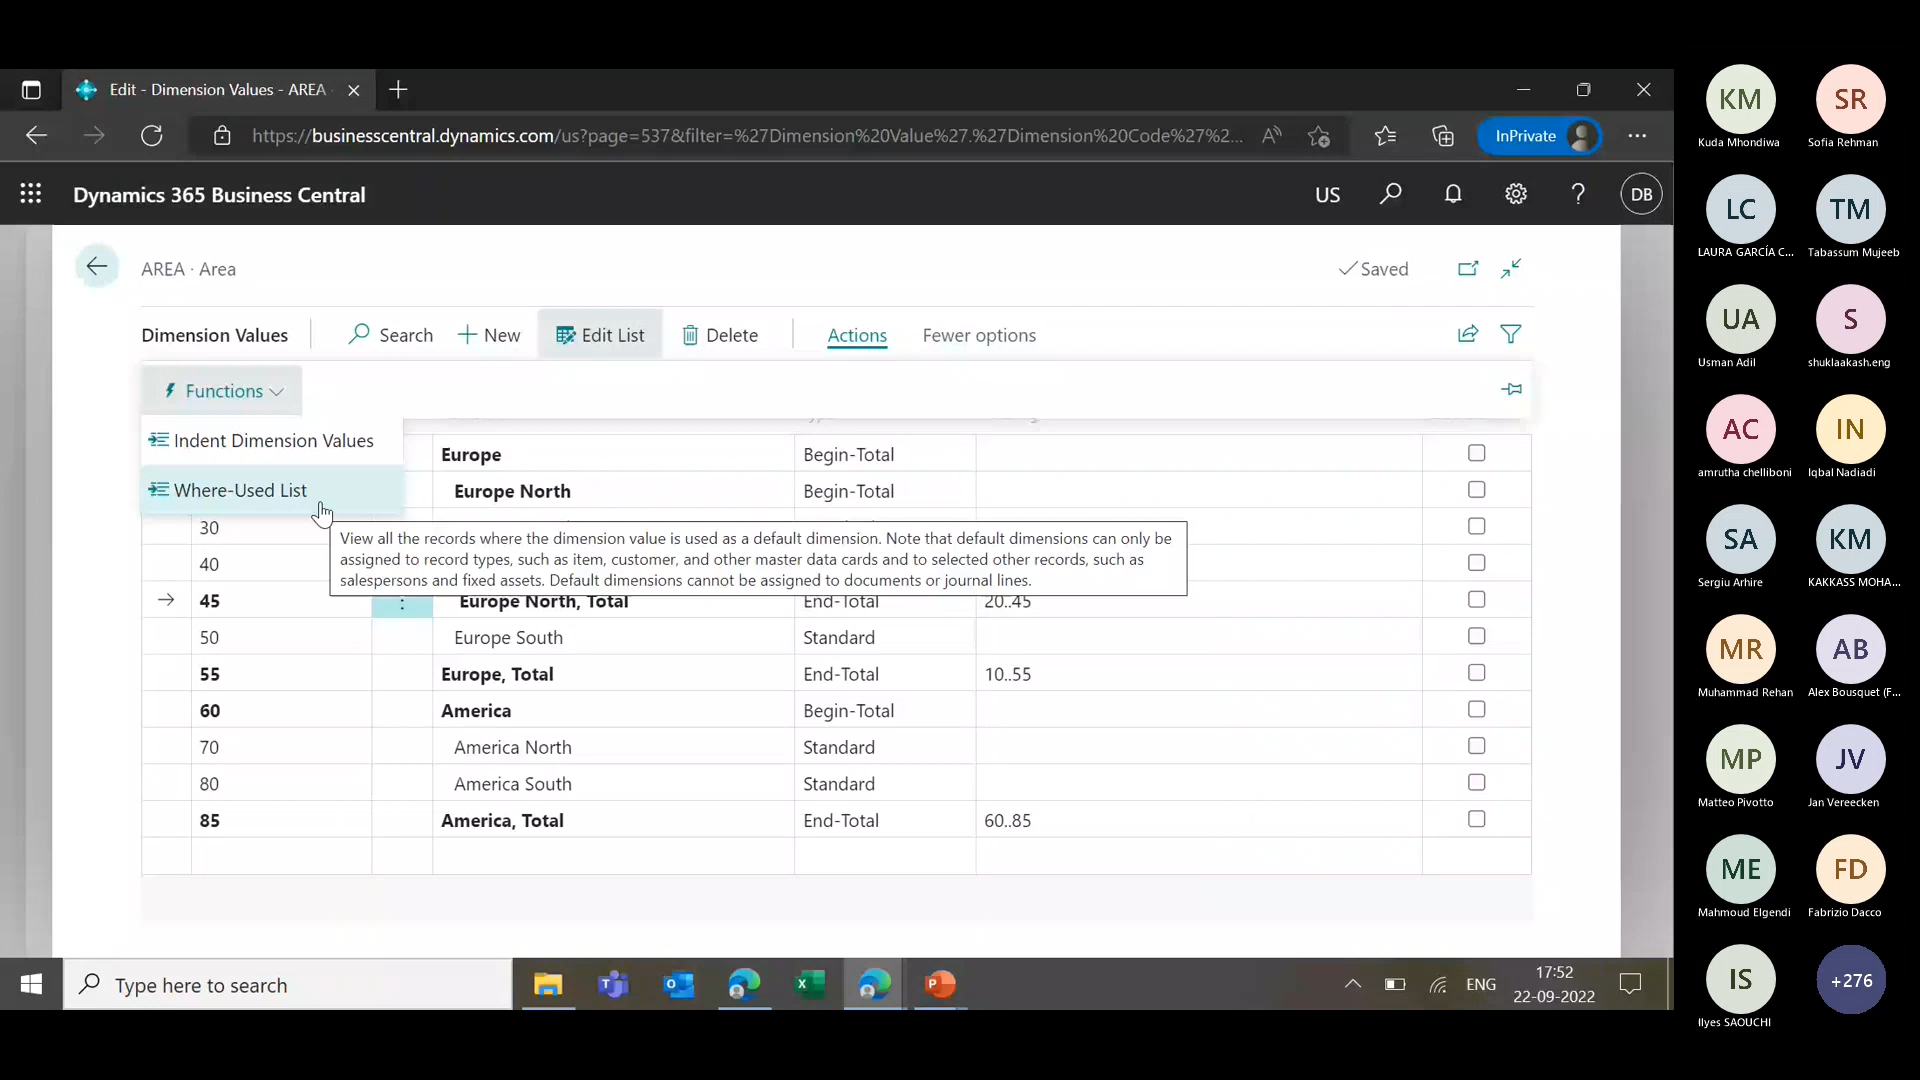 Edit - Dimension Values - AREA
https://businesscentral.dynamics.com/us?page=537&filter=%27Dimension%20Value%27.%27Dimension%20Code%27%2...
InPrivate
Dynamics 365 Business Central
US
DB
AREA · Area
Saved
Dimension Values
Search
New
Edit List
Delete
Actions
Fewer options
Functions
Indent Dimension Values
Where-Used List
View all the records where the dimension value is used as a default dimension. Note that default dimensions can only be
assigned to record types, such as item, customer, and other master data cards and to selected other records, such as
salespersons and fixed assets. Default dimensions cannot be assigned to documents or journal lines.
Europe Begin-Total
Europe North Begin-Total
30
40
45 Europe North, Total End-Total 20..45
50 Europe South Standard
55 Europe, Total End-Total 10..55
60 America Begin-Total
70 America North Standard
80 America South Standard
85 America, Total End-Total 60..85
Type here to search
ENG
17:52
22-09-2022
KM SR
Kuda Mhondiwa Sofia Rehman
LC TM
LAURA GARCÍA C... Tabassum Mujeeb
UA S
Usman Adil shuklaakash.eng
AC IN
amrutha chelliboni Iqbal Nadiadi
SA KM
Sergiu Arhire KAKKASS MOHA...
MR AB
Muhammad Rehan Alex Bousquet (F...
MP JV
Matteo Pivotto Jan Vereecken
ME FD
Mahmoud Elgendi Fabrizio Dacco
IS +276
Ilyes SAOUCHI